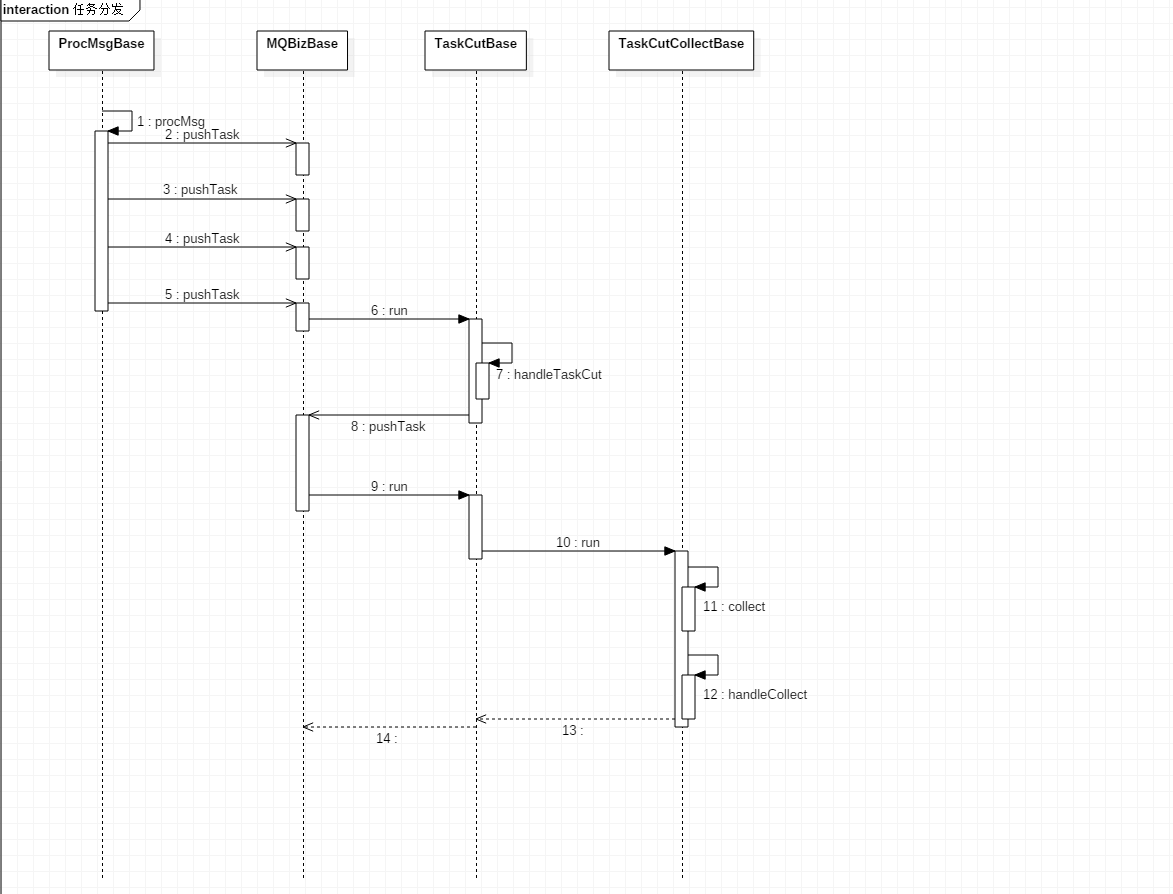 interaction 任务分发
ProcMsgBase
MQBizBase
TaskCutBase
TaskCutCollectBase
1 : procMsg
2 : pushTask
3 : pushTask
4 : pushTask
5 : pushTask
6 : run
7 : handleTaskCut
8 : pushTask
9 : run
10 : run
11 : collect
12 : handleCollect
13 :
14 :